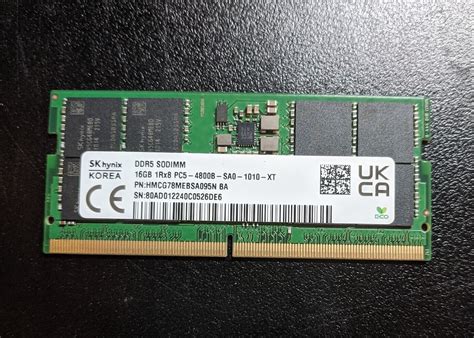 SK hynix
KOREA
DDR5 SODIMM
16GB 1Rx8 PC5-4800B-SA0-1010-XT
PN:HMCG78MEBSA095N BA
SN:80AD012240C0526DE6
CE
UK
CA
ECO